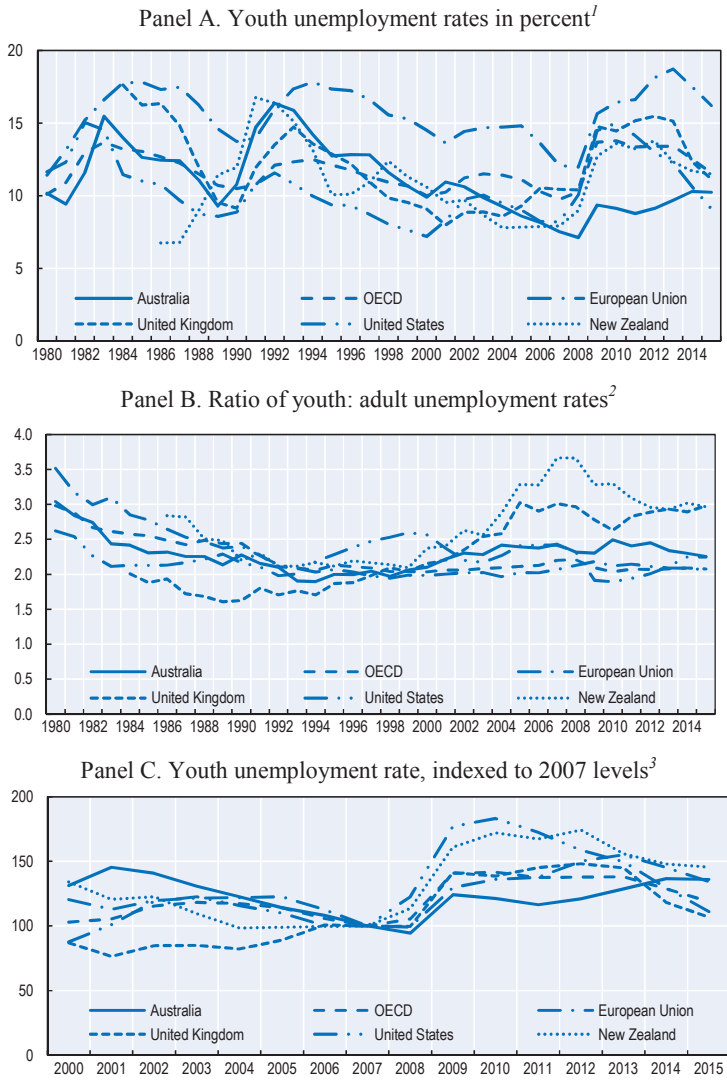 Panel A. Youth unemployment rates in percent1
20
15
10
5
0
Australia OECD European Union
United Kingdom United States New Zealand
1980 1982 1984 1986 1988 1990 1992 1994 1996 1998 2000 2002 2004 2006 2008 2010 2012 2014
Panel B. Ratio of youth: adult unemployment rates2
4.0
3.5
3.0
2.5
2.0
1.5
1.0
0.5
0.0
Australia OECD European Union
United Kingdom United States New Zealand
1980 1982 1984 1986 1988 1990 1992 1994 1996 1998 2000 2002 2004 2006 2008 2010 2012 2014
Panel C. Youth unemployment rate, indexed to 2007 levels3
200
150
100
50
0
Australia OECD European Union
United Kingdom United States New Zealand
2000 2001 2002 2003 2004 2005 2006 2007 2008 2009 2010 2011 2012 2013 2014 2015